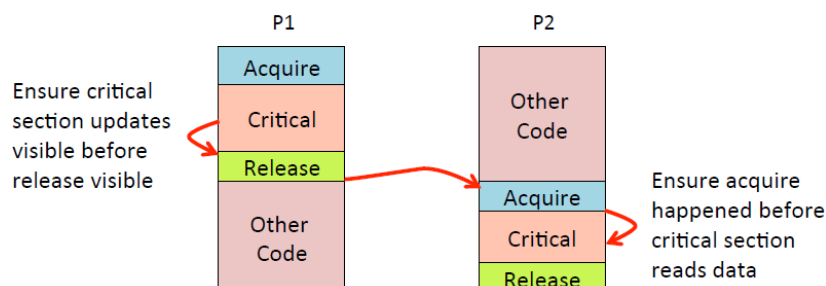 P1
P2
Ensure critical
section updates
visible before
release visible
Acquire
Critical
Release
Other
Code
Other
Code
Acquire
Critical
Release
Ensure acquire
happened before
critical section
reads data